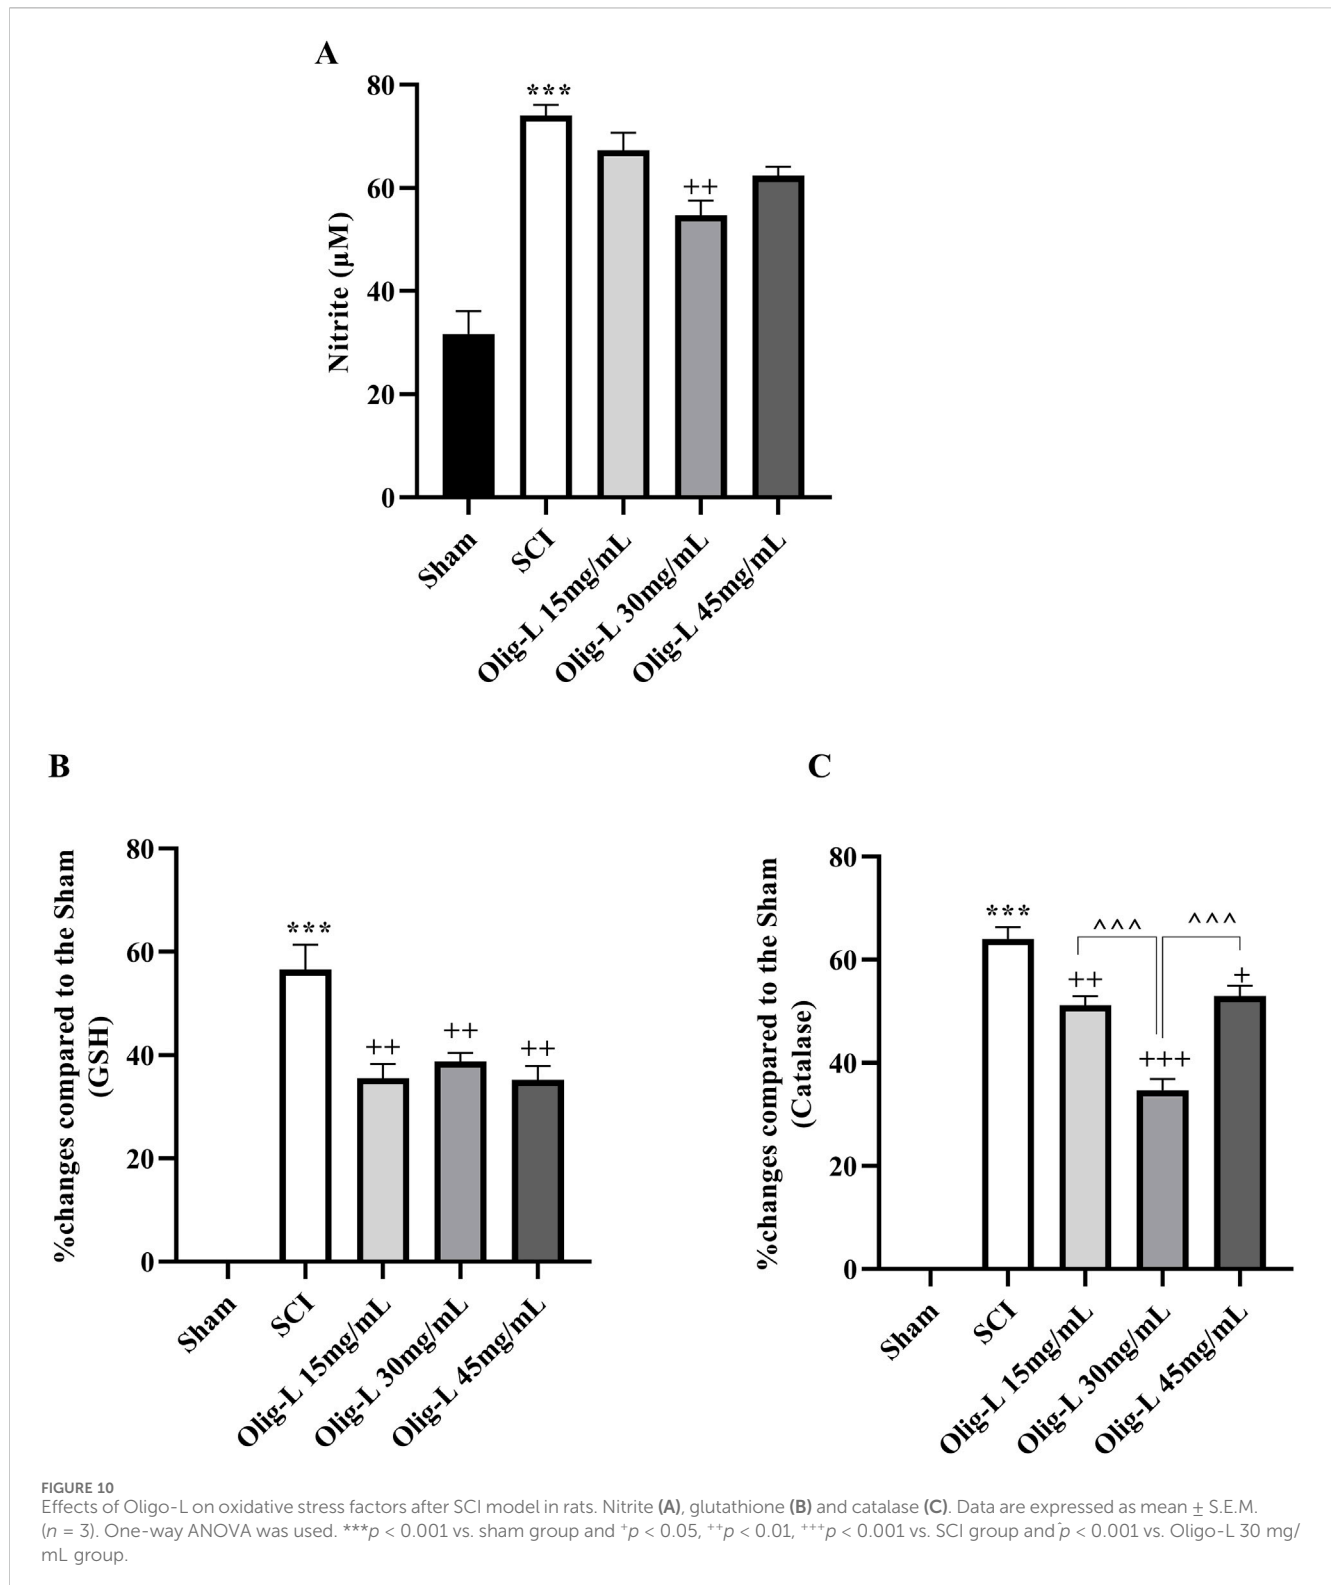 A
80
60
40
20
0
Nitrite (µM)
***
++
Sham
SCI
Olig-L 15mg/mL
Olig-L 30mg/mL
Olig-L 45mg/mL
B
80
60
40
20
0
%changes compared to the Sham
(GSH)
***
++
++
++
Sham
SCI
Olig-L 15mg/mL
Olig-L 30mg/mL
Olig-L 45mg/mL
C
80
60
40
20
0
%changes compared to the Sham
(Catalase)
***
++
^^^
+++
^^^
+
Sham
SCI
Olig-L 15mg/mL
Olig-L 30mg/mL
Olig-L 45mg/mL
FIGURE 10
Effects of Oligo-L on oxidative stress factors after SCI model in rats. Nitrite (A), glutathione (B) and catalase (C). Data are expressed as mean ± S.E.M.
(n = 3). One-way ANOVA was used. ***p < 0.001 vs. sham group and +p < 0.05, ++p < 0.01, +++p < 0.001 vs. SCI group and ˆp < 0.001 vs. Oligo-L 30 mg/
mL group.